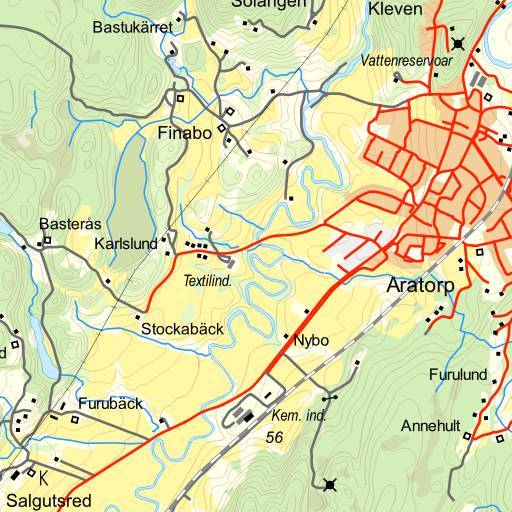 Solängen
Kleven
Bastukärret
Vattenreservoar
Finabo
Basterås
Karlslund
Textilind.
Aratorp
Stockabäck
Nybo
Furulund
d
Furubäck
Kem. ind.
Annehult
56
K
Salgutsred